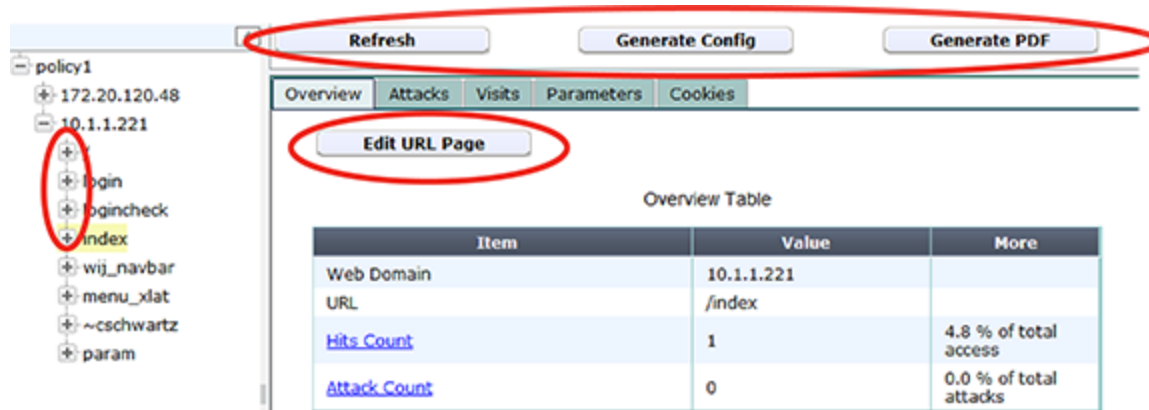 Refresh Generate Config Generate PDF
policy1
172.20.120.48
10.1.1.221
/
login
logincheck
index
wij_navbar
menu_xlat
~cschwartz
param
Overview Attacks Visits Parameters Cookies
Edit URL Page
Overview Table
Item Value More
Web Domain 10.1.1.221
URL /index
Hits Count 1 4.8 % of total
access
Attack Count 0 0.0 % of total
attacks